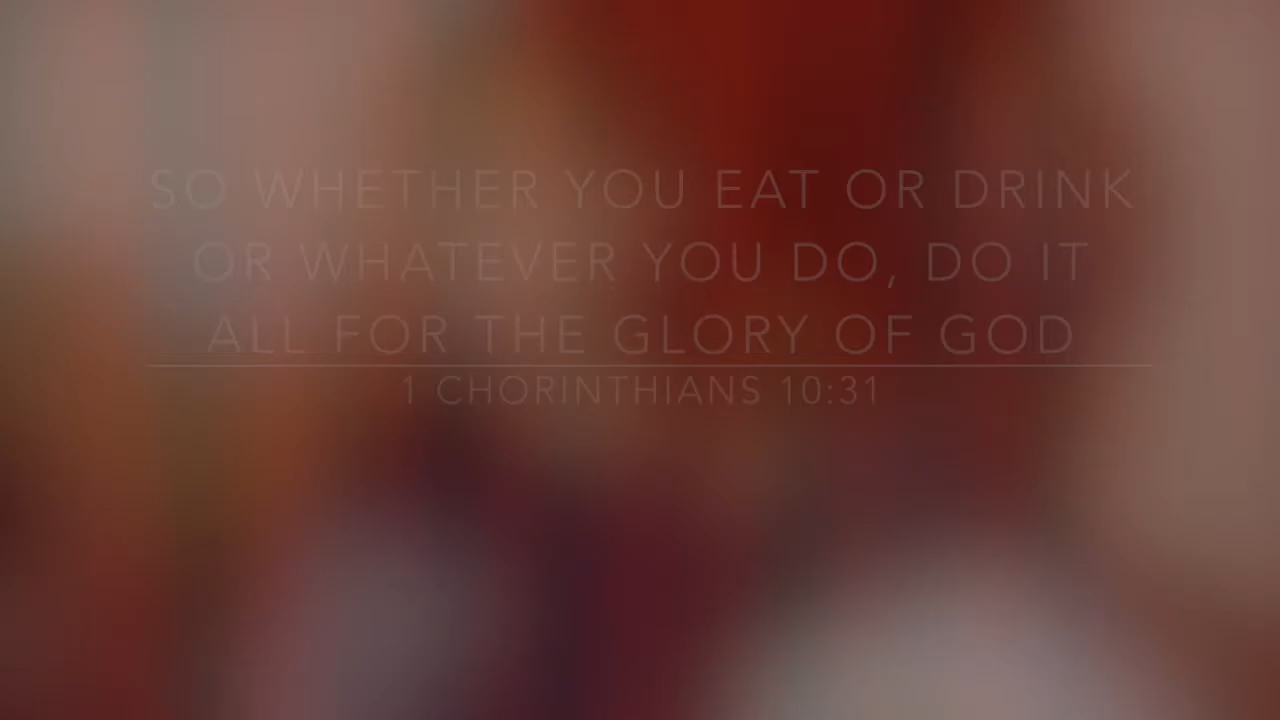 SO WHETHER YOU EAT OR DRINK
OR WHATEVER YOU DO, DO IT
ALL FOR THE GLORY OF GOD
1 CHORINTHIANS 10:31